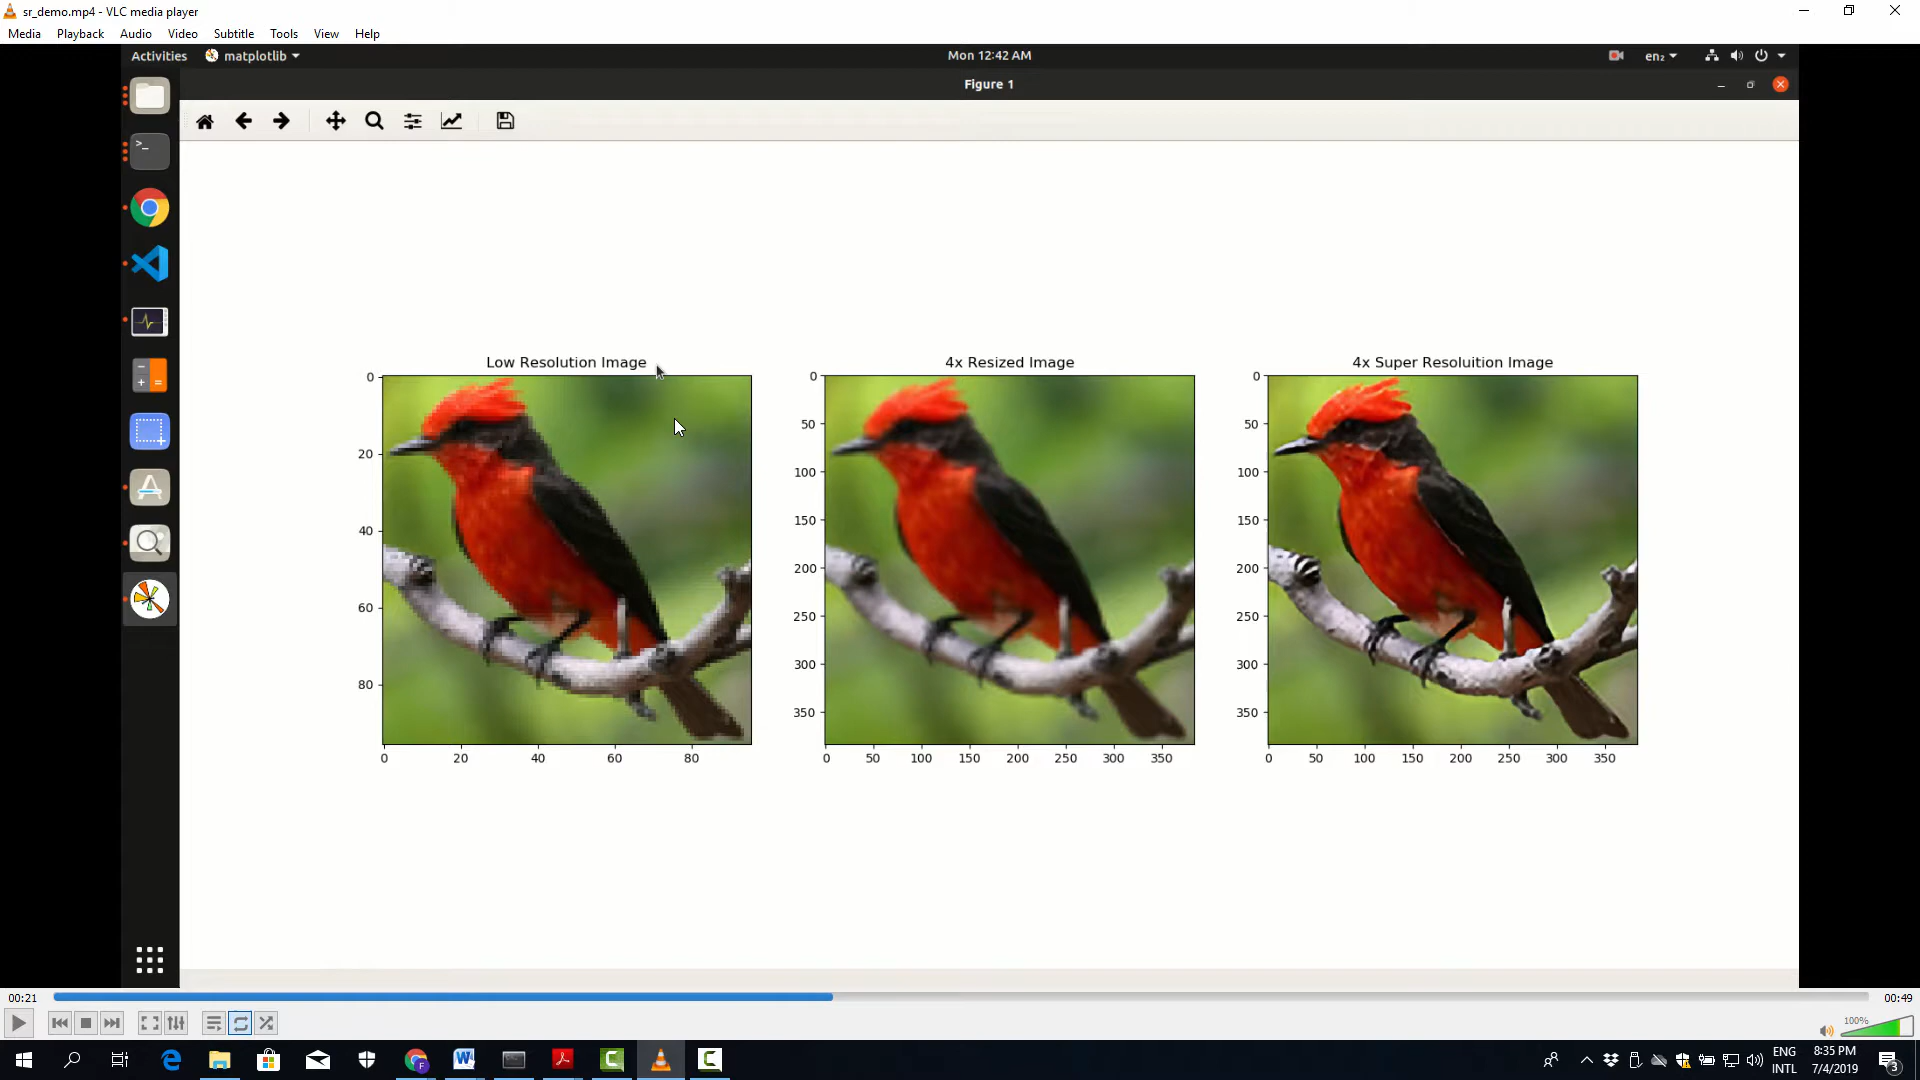 sr_demo.mp4 - VLC media player
Media Playback Audio Video Subtitle Tools View Help
Activities matplotlib Mon 12:42 AM en₂
Figure 1
Low Resolution Image 4x Resized Image 4x Super Resoluition Image
0 0 0
50 50
20 100 100
40 150 150
200 200
60 250 250
300 300
80 350 350
0 20 40 60 80 0 50 100 150 200 250 300 350 0 50 100 150 200 250 300 350
00:21 00:49
100%
ENG 8:35 PM
INTL 7/4/2019 3